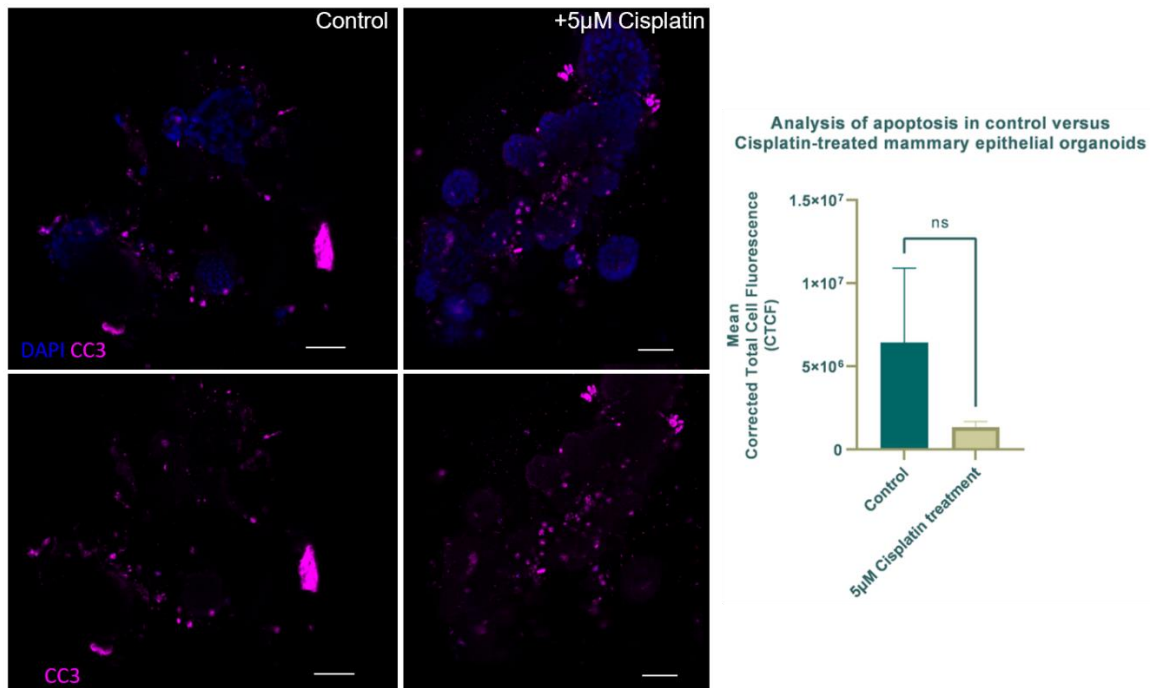 Control
+5µM Cisplatin
DAPI CC3
CC3
Analysis of apoptosis in control versus
Cisplatin-treated mammary epithelial organoids
Mean
Corrected Total Cell Fluorescence
(CTCF)
1.5×10⁷
1×10⁷
5×10⁶
0
ns
Control
5µM Cisplatin treatment